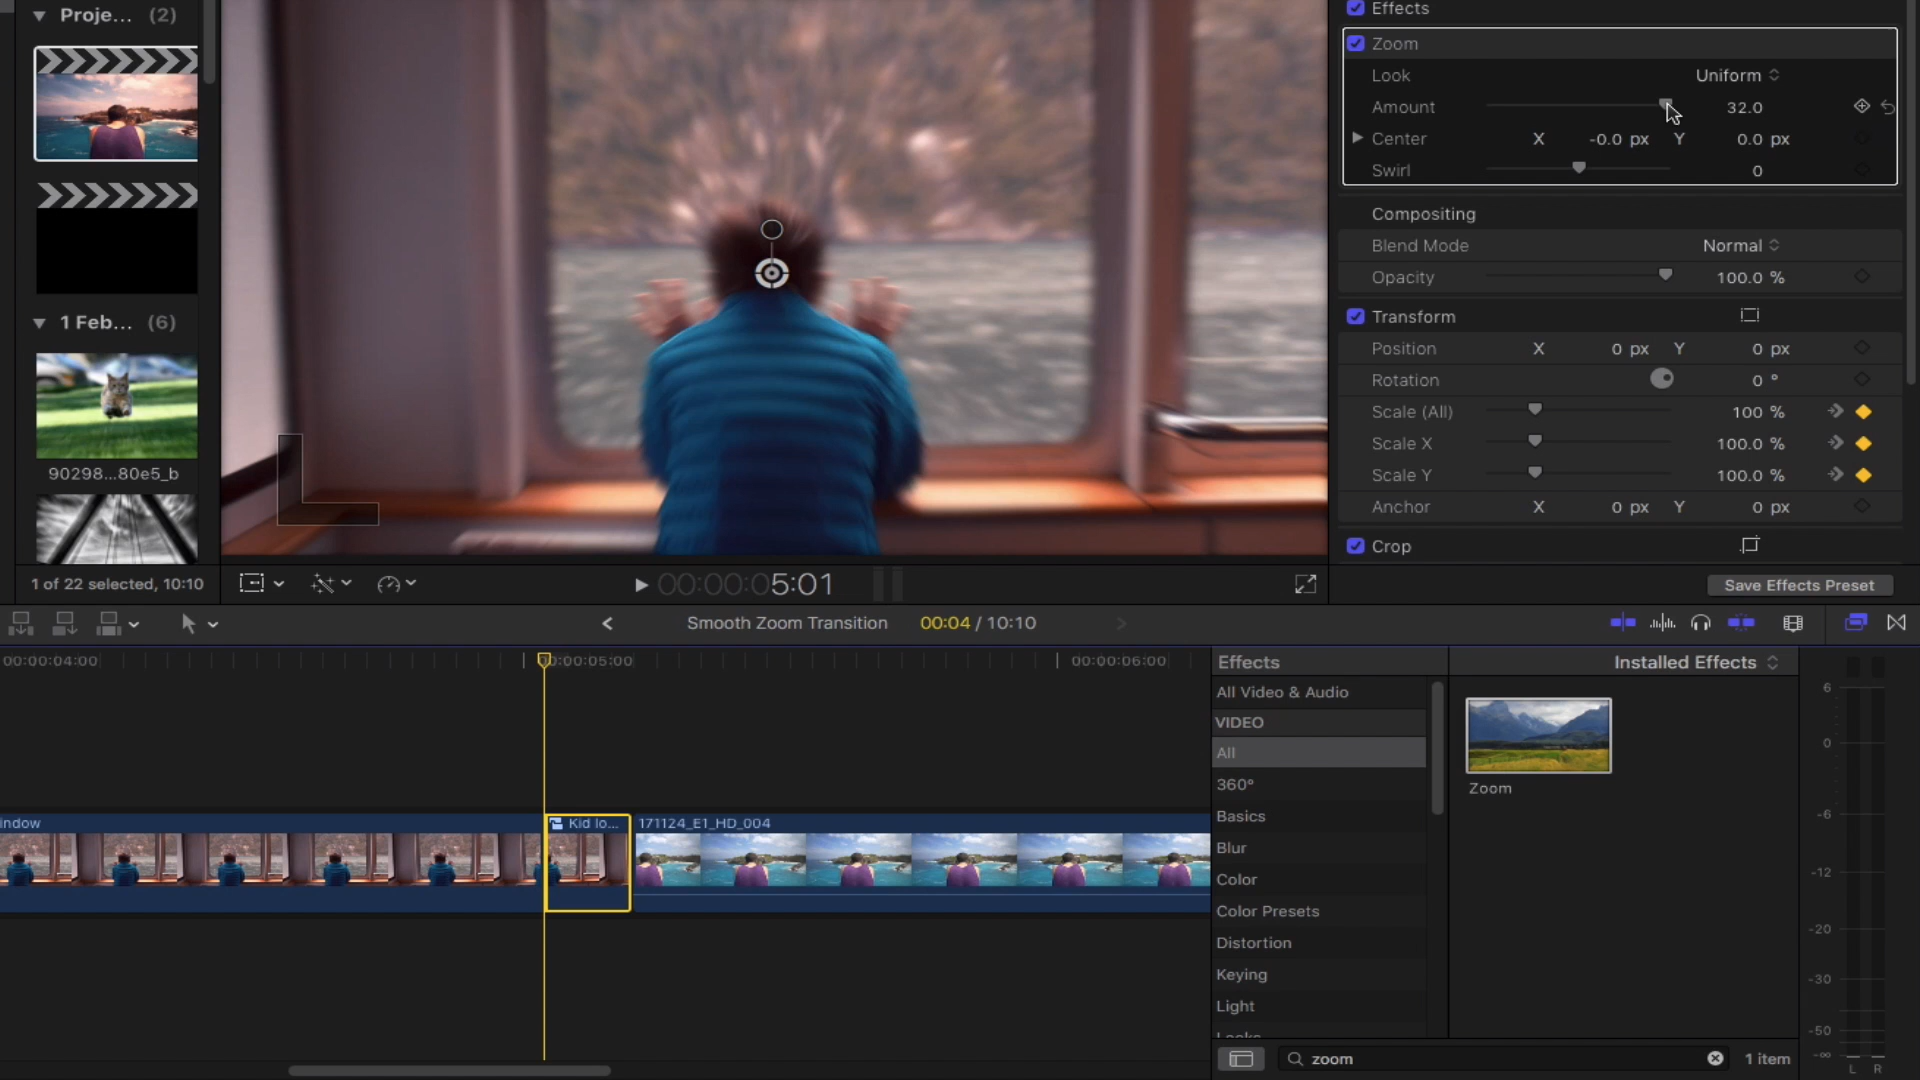 Proje... (2)
1 Feb... (6)
90298...80e5_b
1 of 22 selected, 10:10
00:00:05:01
Effects
Zoom
Look Uniform
Amount 32.0
Center X -0.0 px Y 0.0 px
Swirl 0
Compositing
Blend Mode Normal
Opacity 100.0 %
Transform
Position X 0 px Y 0 px
Rotation 0 °
Scale (All) 100 %
Scale X 100.0 %
Scale Y 100.0 %
Anchor X 0 px Y 0 px
Crop
Save Effects Preset
Smooth Zoom Transition 00:04 / 10:10
00:00:04:00 00:00:05:00 00:00:06:00
indow Kid lo... 171124_E1_HD_004
Effects Installed Effects
All Video & Audio
VIDEO
All
360°
Basics
Blur
Color
Color Presets
Distortion
Keying
Light
Looks
Zoom
zoom 1 item
6
0
-6
-12
-20
-30
-50
-∞
L R